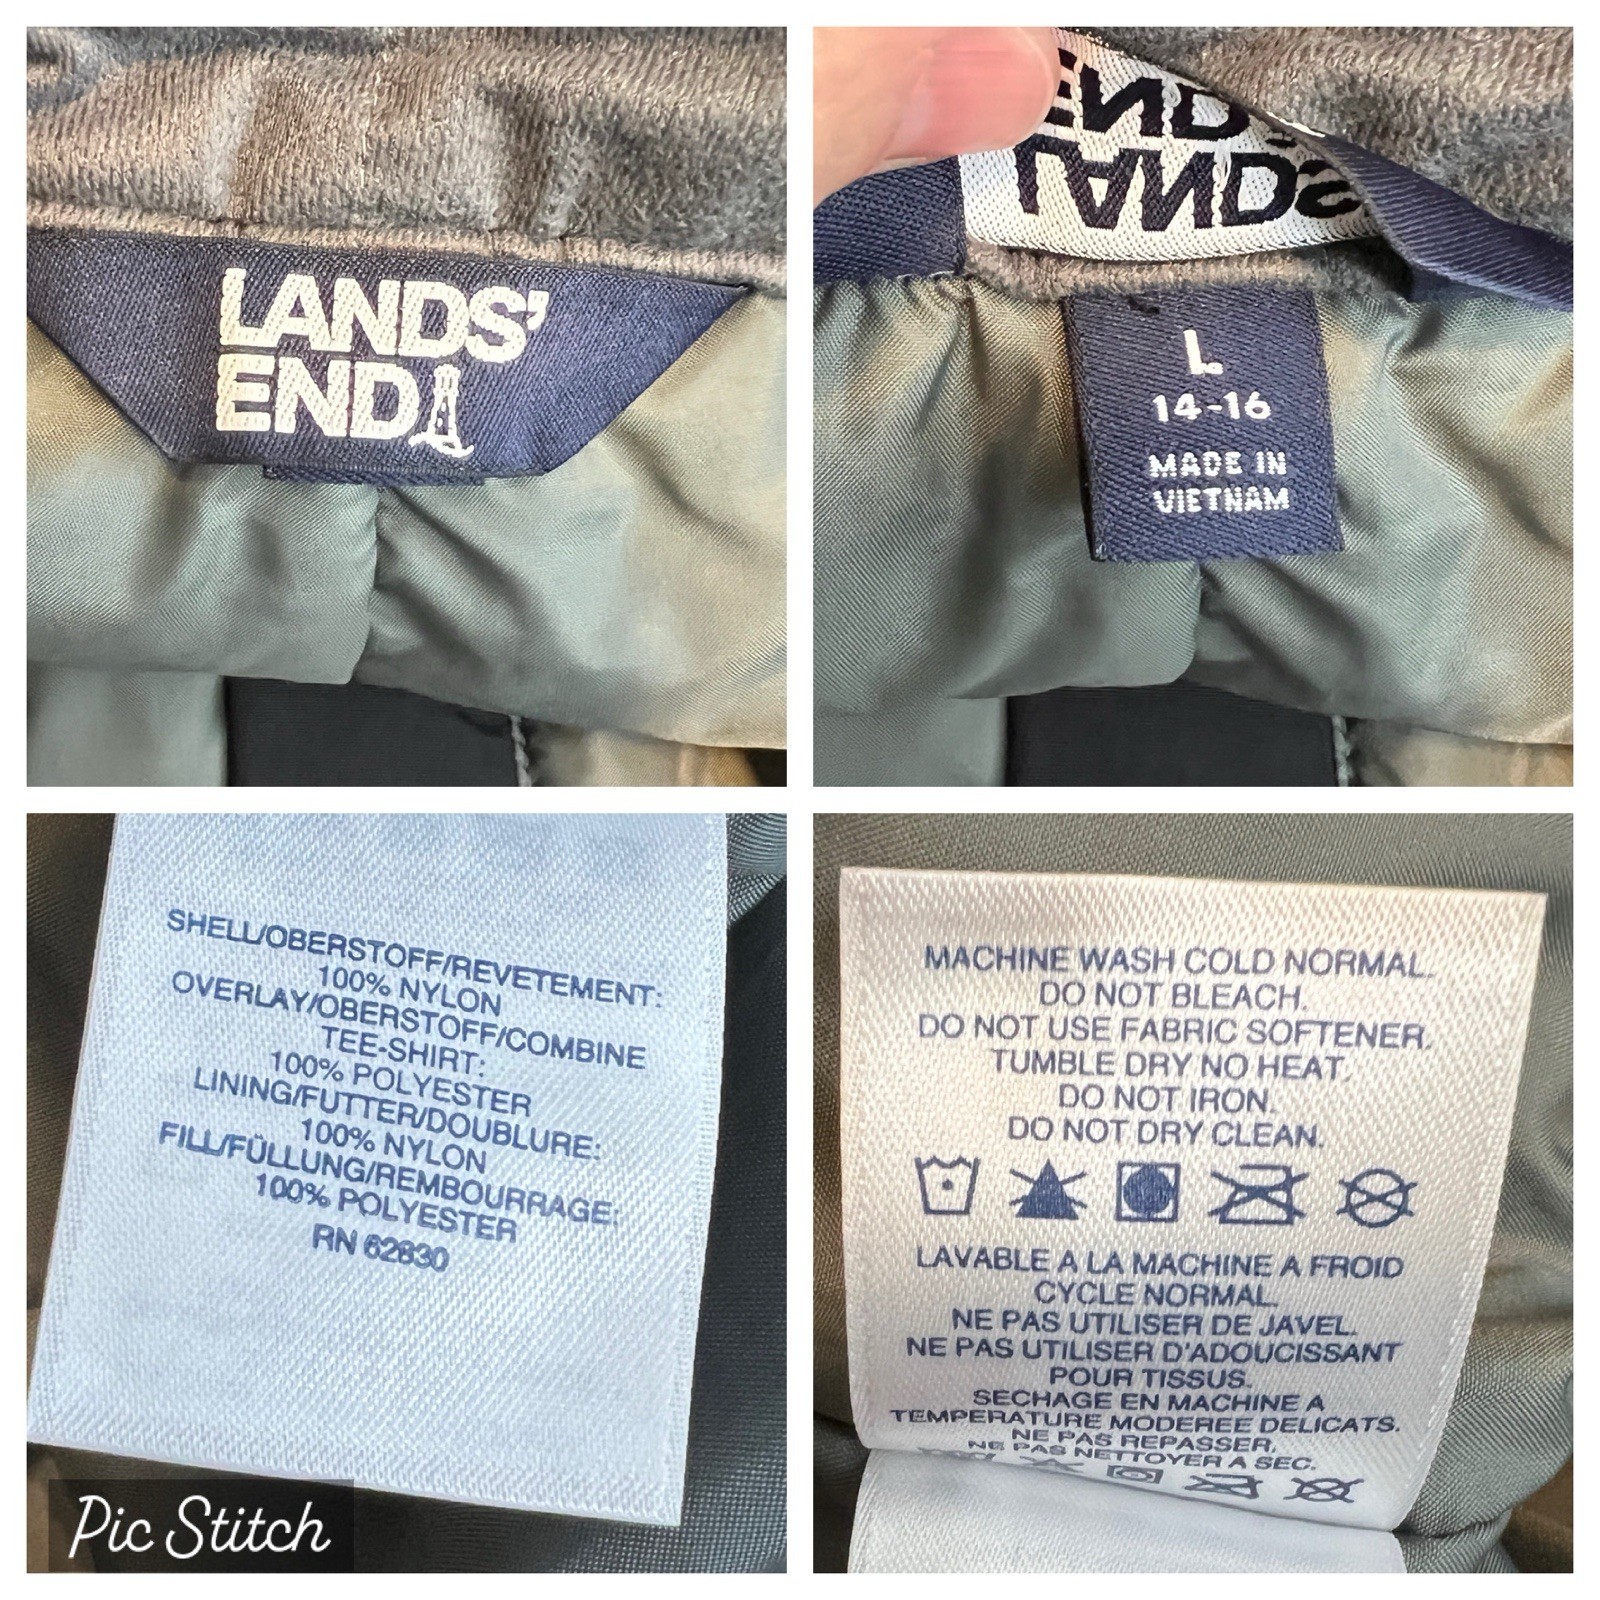 LANDS'
END
END
LANDS
L
14-16
MADE IN
VIETNAM
SHELL/OBERSTOFF/REVETEMENT:
100% NYLON
OVERLAY/OBERSTOFF/COMBINE
TEE-SHIRT:
100% POLYESTER
LINING/FUTTER/DOUBLURE:
100% NYLON
FILL/FÜLLUNG/REMBOURRAGE:
100% POLYESTER
RN 62830
MACHINE WASH COLD NORMAL.
DO NOT BLEACH.
DO NOT USE FABRIC SOFTENER.
TUMBLE DRY NO HEAT.
DO NOT IRON.
DO NOT DRY CLEAN.
LAVABLE A LA MACHINE A FROID
CYCLE NORMAL.
NE PAS UTILISER DE JAVEL.
NE PAS UTILISER D'ADOUCISSANT
POUR TISSUS.
SECHAGE EN MACHINE A
TEMPERATURE MODEREE DELICATS.
NE PAS REPASSER.
NE PAS NETTOYER A SEC.
Pic Stitch